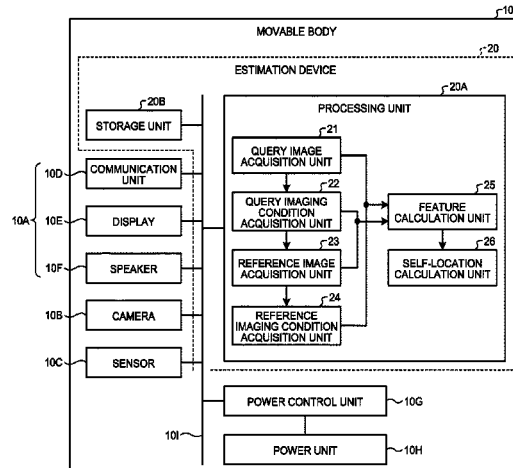 10
MOVABLE BODY
20
ESTIMATION DEVICE
20B
STORAGE UNIT
20A
PROCESSING UNIT
21
QUERY IMAGE
ACQUISITION UNIT
22
QUERY IMAGING
CONDITION
ACQUISITION UNIT
23
REFERENCE IMAGE
ACQUISITION UNIT
24
REFERENCE
IMAGING CONDITION
ACQUISITION UNIT
25
FEATURE
CALCULATION UNIT
26
SELF-LOCATION
CALCULATION UNIT
10A
10D
COMMUNICATION
UNIT
10E
DISPLAY
10F
SPEAKER
10B
CAMERA
10C
SENSOR
POWER CONTROL UNIT
10G
10I
POWER UNIT
10H